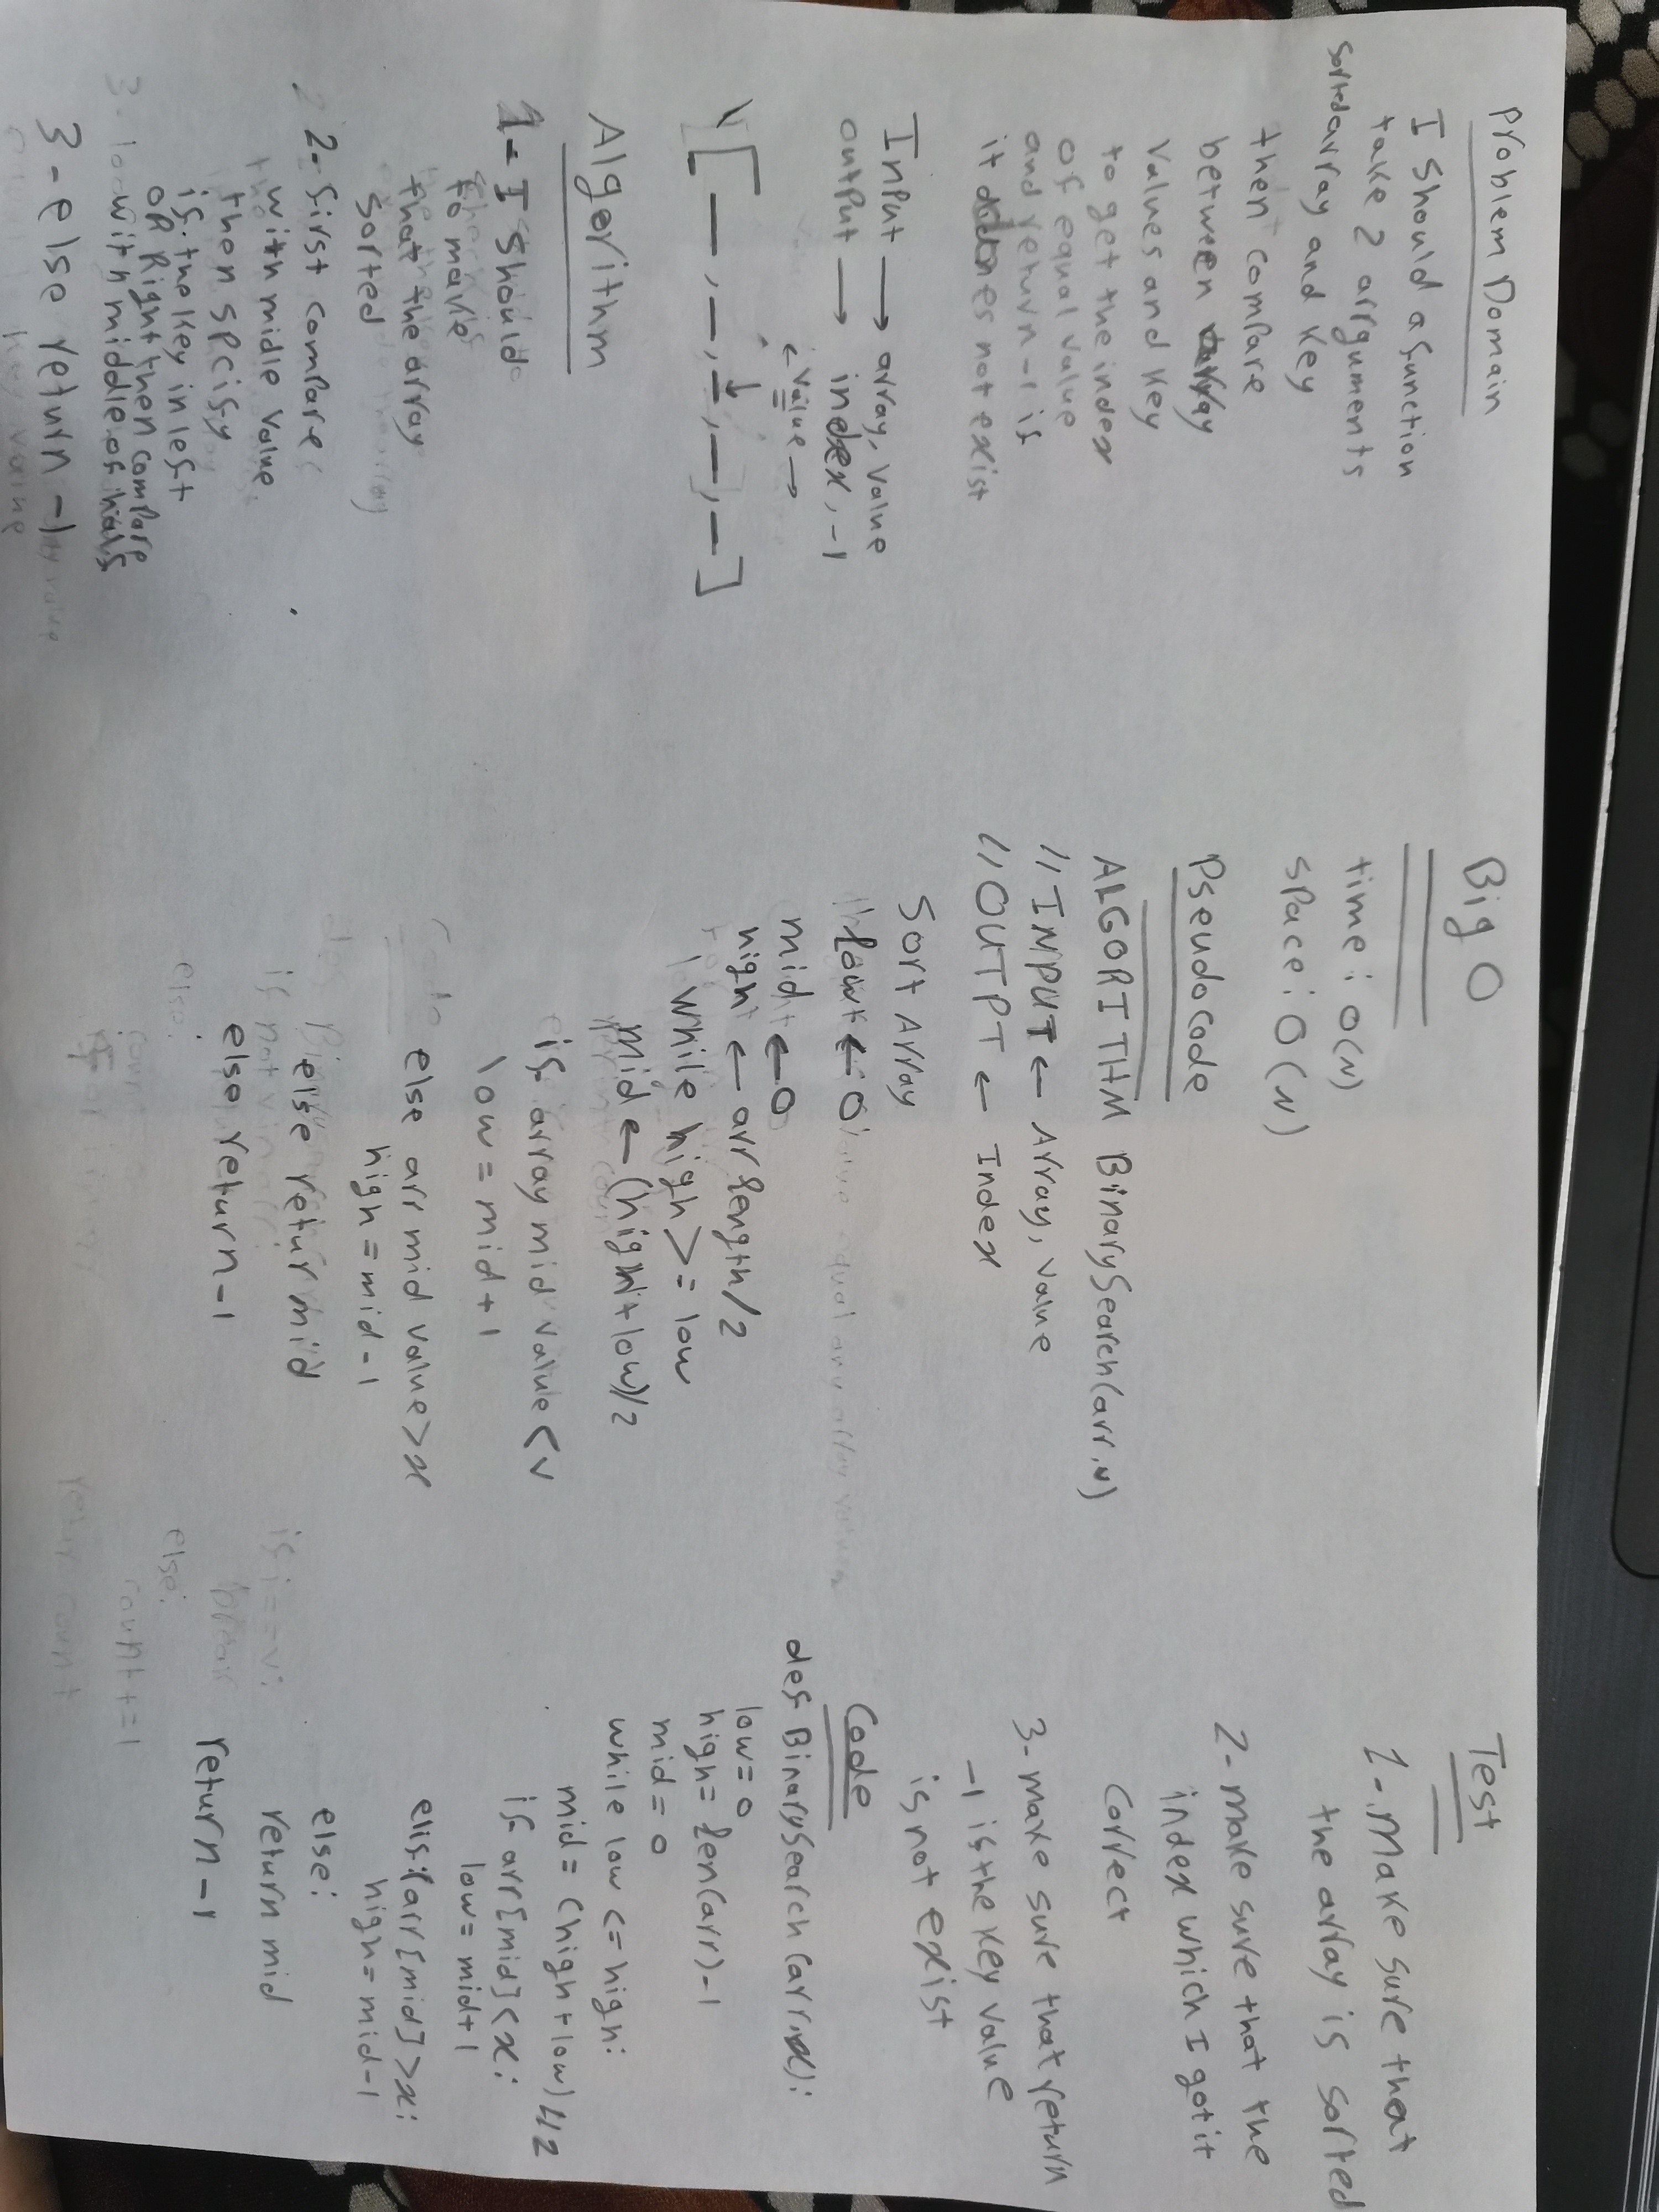 Problem Domain
I should a function
take 2 arrguments
sorted array and key
then compare
between
values and key
to get the index
of equal value
and return -1 if
it does not exist
Input → array, value
output → index, -1
← value →
[ — , — , — , — , — ]
Algorithm
1- I should
to make
that the array
sorted
2- first compare
with midle value
then spcify
if the key in left
or Right then compare
with middle of half
3- else return -1
Big O
time : O(N)
space : O(N)
Pseudo code
ALGORITHM BinarySearch(arr,v)
// INPUT ← Array, value
// OUTPT ← Index
Sort Array
low ← 0
mid ← 0
high ← arr length/2
while high >= low
mid ← (high+low)/2
if array mid value < v
low = mid + 1
else arr mid value > x
high = mid - 1
else retur mid
else return -1
Test
1- make sure that
the array is sorted
2- make sure that the
index which I got it
correct
3- make sure that return
-1 if the key value
is not exist
Code
def BinarySearch(arr,x):
low = 0
high = len(arr)-1
mid = 0
while low <= high:
mid = (high+low)//2
if arr[mid] < x:
low = mid+1
elif arr[mid] > x:
high = mid-1
else:
return mid
return -1